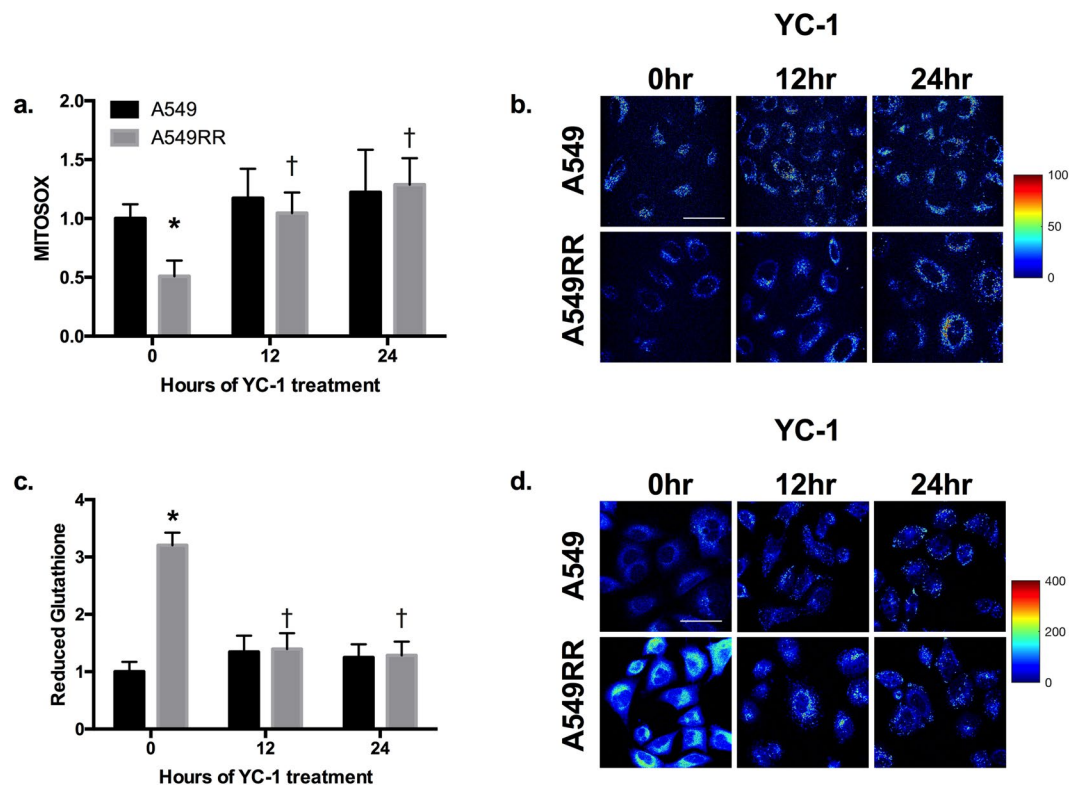 a.
2.0
1.5
1.0
0.5
0.0
MITOSOX
A549
A549RR
*
†
†
0
12
24
Hours of YC-1 treatment
b.
YC-1
0hr
12hr
24hr
A549
A549RR
100
50
0
c.
4
3
2
1
0
Reduced Glutathione
*
†
†
0
12
24
Hours of YC-1 treatment
d.
YC-1
0hr
12hr
24hr
A549
A549RR
400
200
0